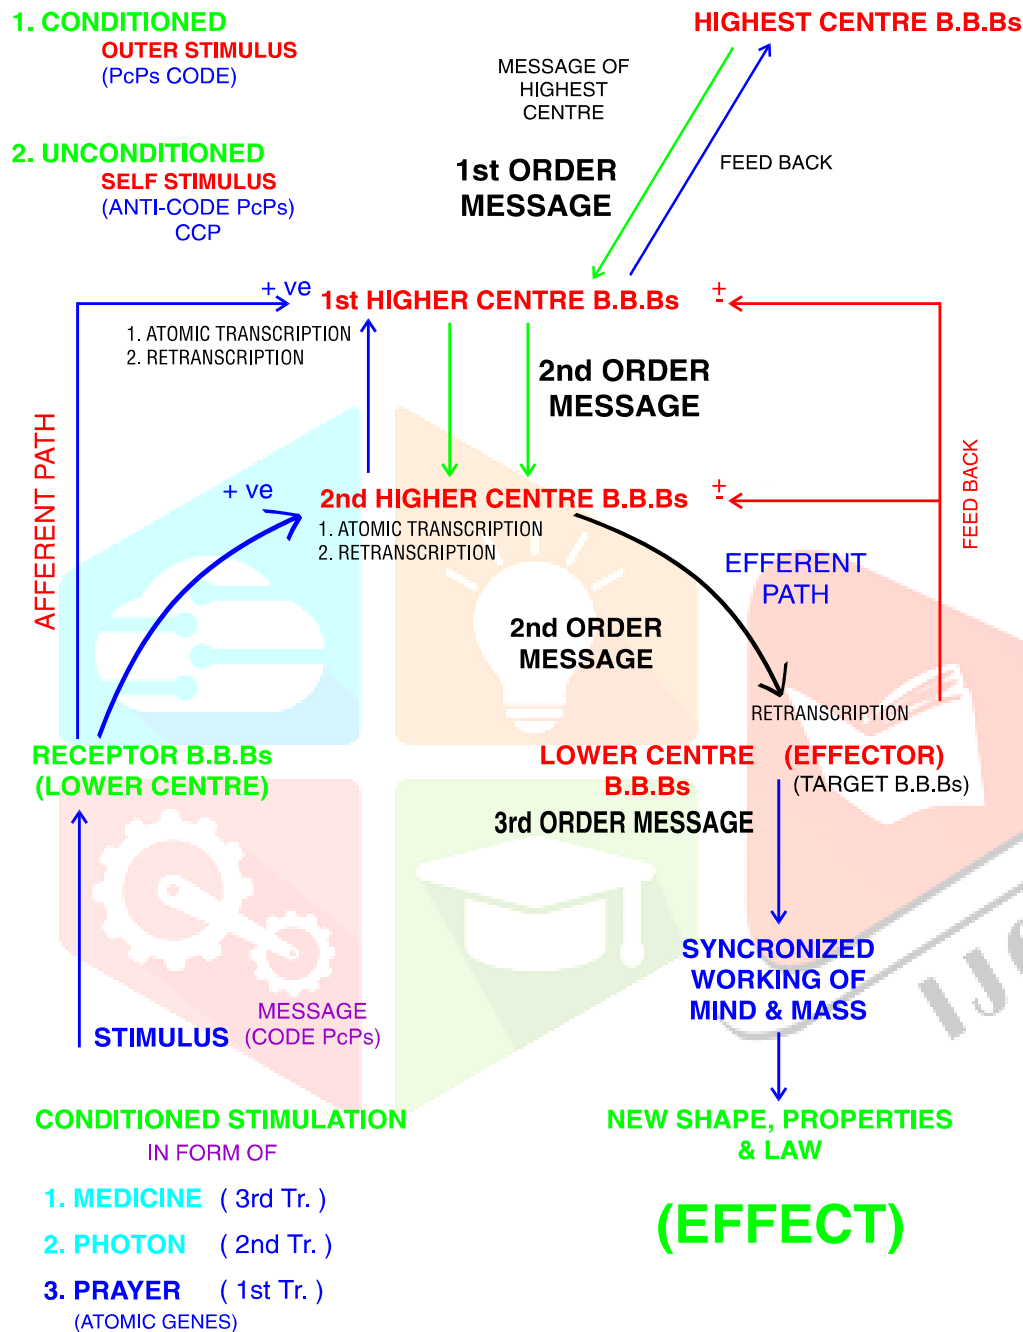 1. CONDITIONED
OUTER STIMULUS
(PcPs CODE)
2. UNCONDITIONED
SELF STIMULUS
(ANTI-CODE PcPs)
CCP
HIGHEST CENTRE B.B.Bs
MESSAGE OF
HIGHEST
CENTRE
1st ORDER
MESSAGE
FEED BACK
+ ve
1st HIGHER CENTRE B.B.Bs
+
-
1. ATOMIC TRANSCRIPTION
2. RETRANSCRIPTION
2nd ORDER
MESSAGE
AFFERENT PATH
+ ve
2nd HIGHER CENTRE B.B.Bs
+
-
1. ATOMIC TRANSCRIPTION
2. RETRANSCRIPTION
FEED BACK
EFFERENT
PATH
2nd ORDER
MESSAGE
RETRANSCRIPTION
RECEPTOR B.B.Bs
(LOWER CENTRE)
LOWER CENTRE
B.B.Bs
(EFFECTOR)
(TARGET B.B.Bs)
3rd ORDER MESSAGE
SYNCRONIZED
WORKING OF
MIND & MASS
STIMULUS
MESSAGE
(CODE PcPs)
CONDITIONED STIMULATION
IN FORM OF
1. MEDICINE ( 3rd Tr. )
2. PHOTON ( 2nd Tr. )
3. PRAYER ( 1st Tr. )
(ATOMIC GENES)
NEW SHAPE, PROPERTIES
& LAW
(EFFECT)